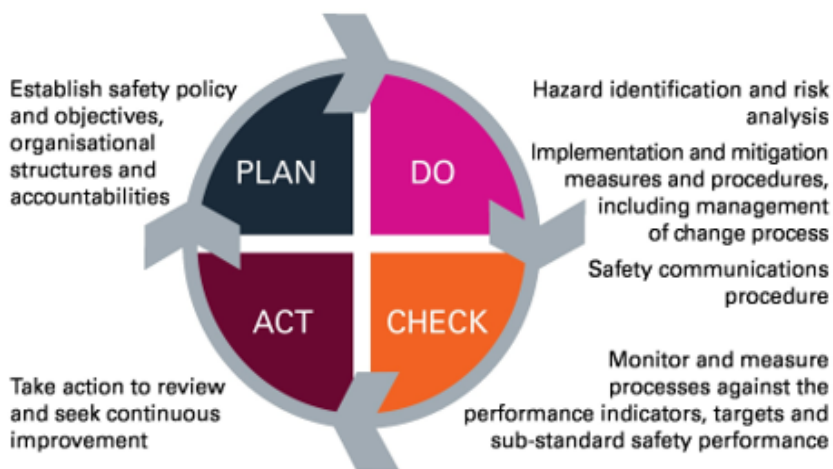 Establish safety policy
and objectives,
organisational
structures and
accountabilities
PLAN
DO
Hazard identification and risk
analysis
Implementation and mitigation
measures and procedures,
including management
of change process
Safety communications
procedure
ACT
CHECK
Take action to review
and seek continuous
improvement
Monitor and measure
processes against the
performance indicators, targets and
sub-standard safety performance